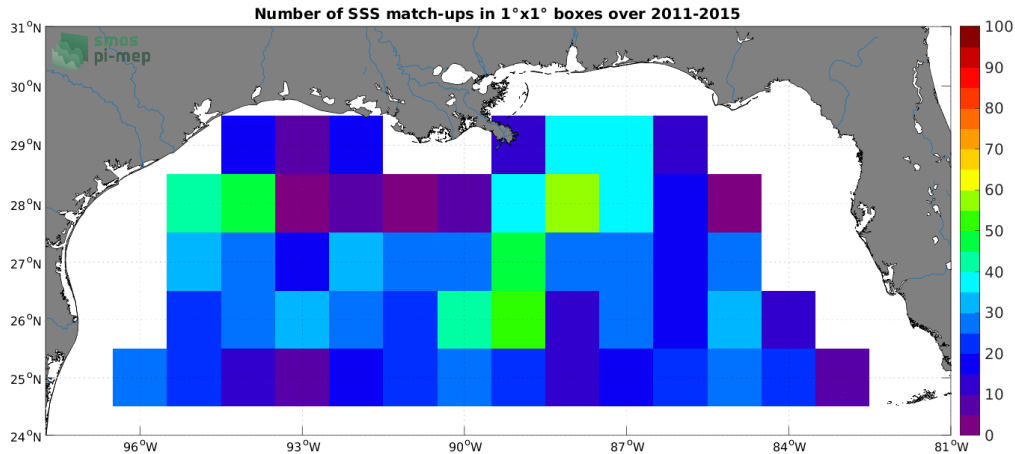 Number of SSS match-ups in 1°x1° boxes over 2011-2015
smos
pi-mep
31°N
30°N
29°N
28°N
27°N
26°N
25°N
24°N
96°W
93°W
90°W
87°W
84°W
81°W
100
90
80
70
60
50
40
30
20
10
0